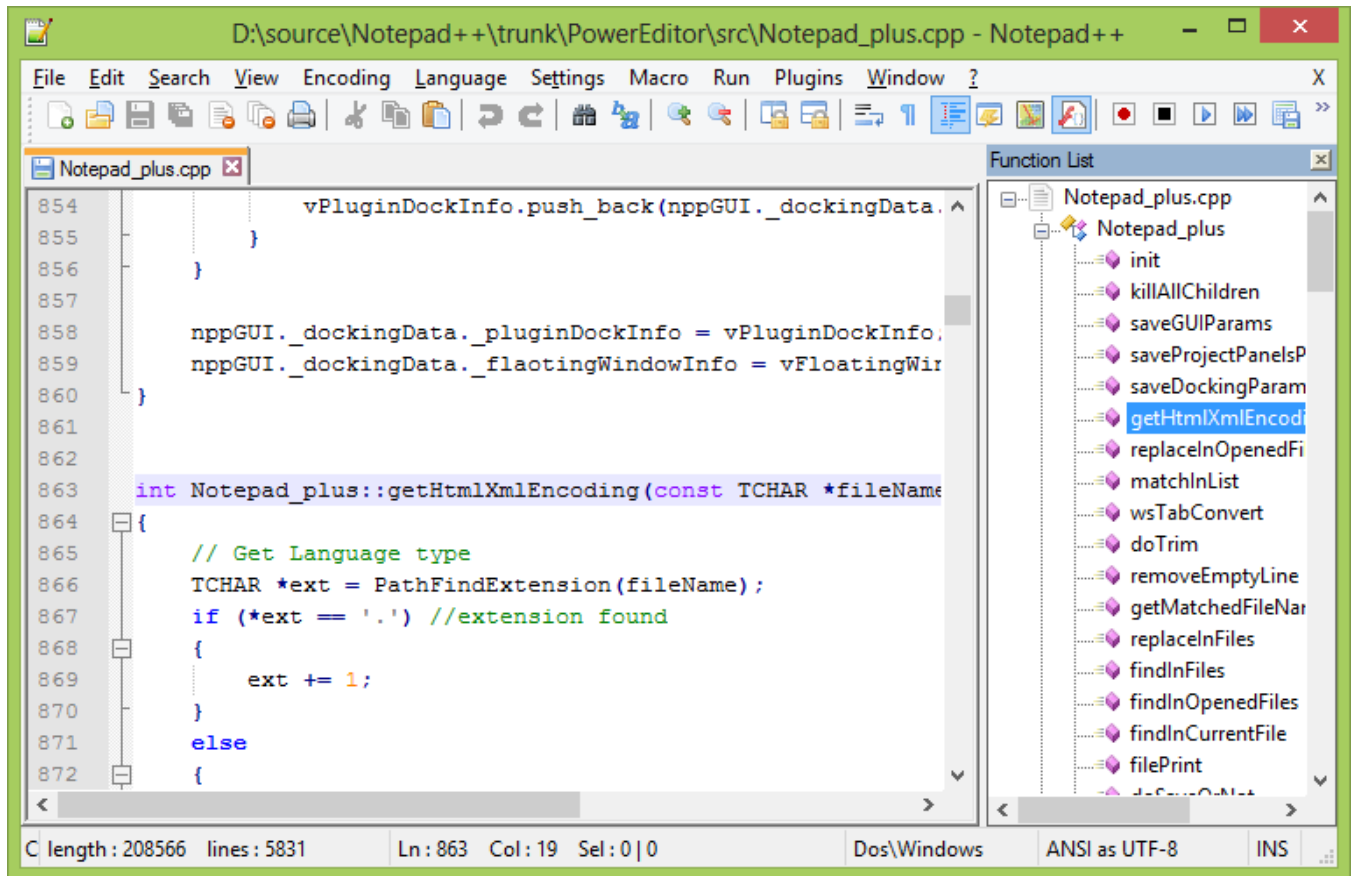 D:\source\Notepad++\trunk\PowerEditor\src\Notepad_plus.cpp - Notepad++
File Edit Search View Encoding Language Settings Macro Run Plugins Window ? X
Notepad_plus.cpp
854 vPluginDockInfo.push_back(nppGUI._dockingData.
855 }
856 }
857
858 nppGUI._dockingData._pluginDockInfo = vPluginDockInfo;
859 nppGUI._dockingData._flaotingWindowInfo = vFloatingWin
860 }
861
862
863 int Notepad_plus::getHtmlXmlEncoding(const TCHAR *fileName
864 {
865 // Get Language type
866 TCHAR *ext = PathFindExtension(fileName);
867 if (*ext == '.') //extension found
868 {
869 ext += 1;
870 }
871 else
872 {
Function List
Notepad_plus.cpp
Notepad_plus
init
killAllChildren
saveGUIParams
saveProjectPanelsP
saveDockingParam
getHtmlXmlEncodi
replaceInOpenedFi
matchInList
wsTabConvert
doTrim
removeEmptyLine
getMatchedFileNar
replaceInFiles
findInFiles
findInOpenedFiles
findInCurrentFile
filePrint
C length : 208566 lines : 5831 Ln : 863 Col : 19 Sel : 0 | 0 Dos\Windows ANSI as UTF-8 INS